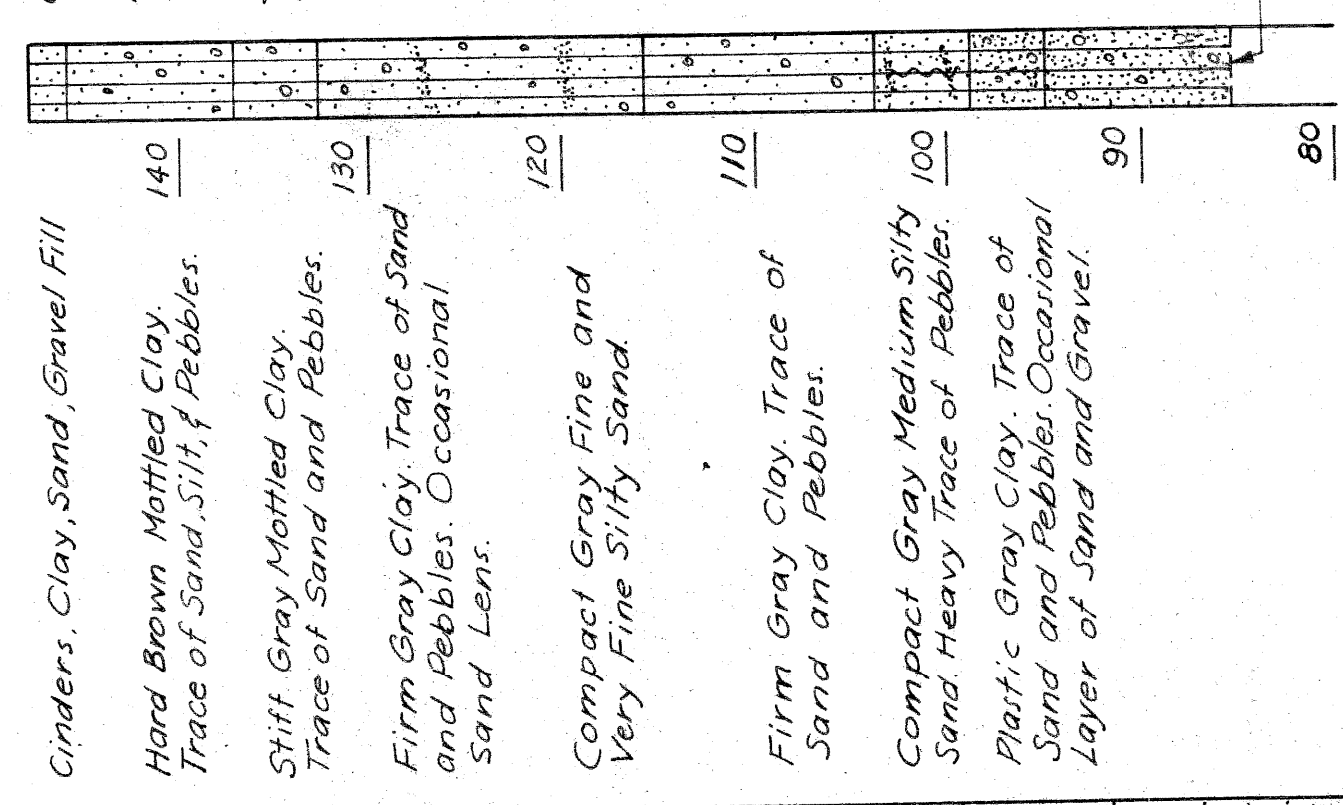 Cinders, Clay, Sand, Gravel Fill
Hard Brown Mottled Clay.
Trace of Sand, Silt, & Pebbles.
140
Stiff Gray Mottled Clay.
Trace of Sand and Pebbles.
130
Firm Gray Clay. Trace of Sand
and Pebbles. Occasional
Sand Lens.
120
Compact Gray Fine and
Very Fine Silty Sand.
110
Firm Gray Clay. Trace of
Sand and Pebbles.
100
Compact Gray Medium Silty
Sand. Heavy Trace of Pebbles.
Plastic Gray Clay. Trace of
Sand and Pebbles. Occasional
Layer of Sand and Gravel.
90
80